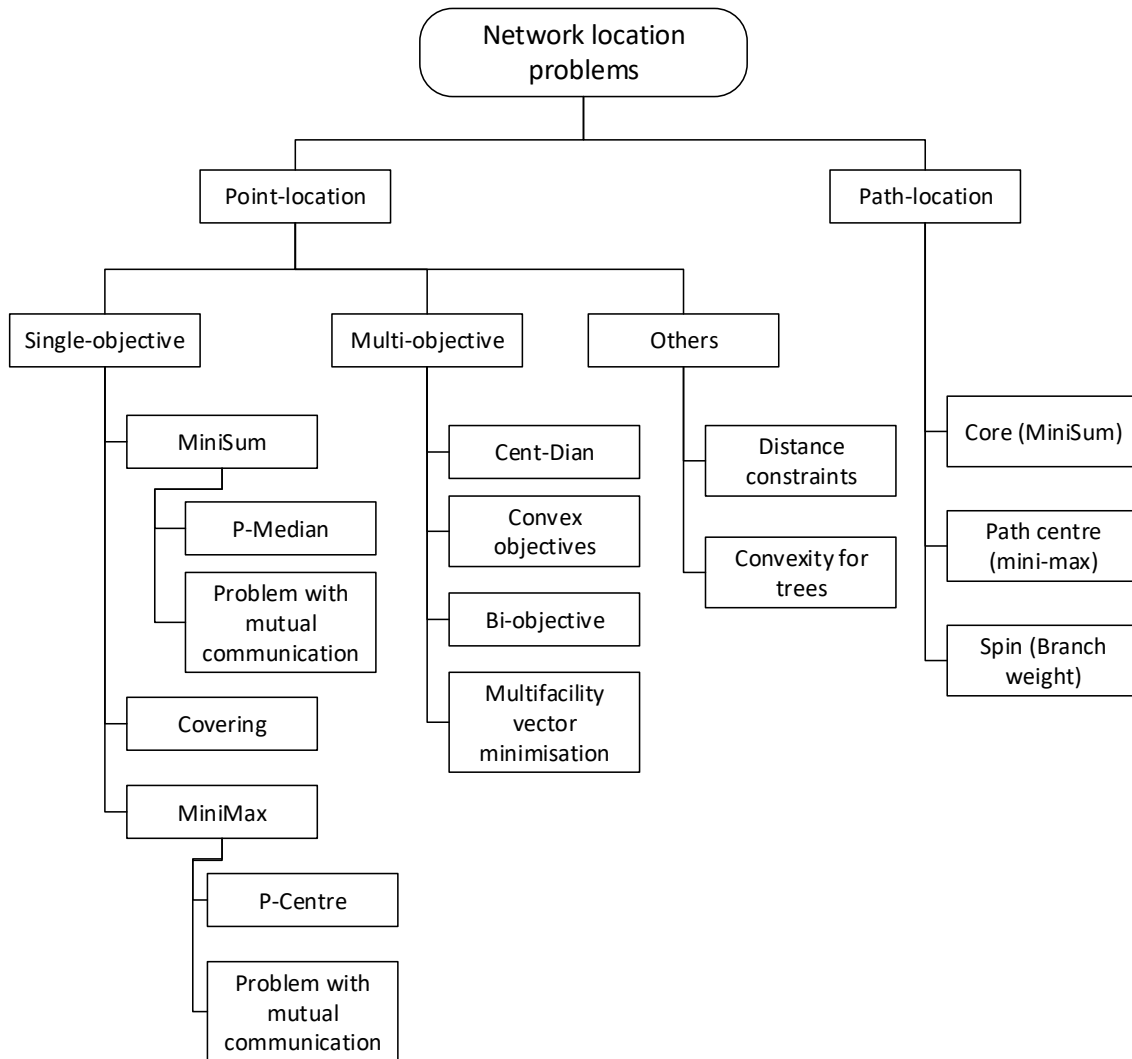 Network location
problems
Point-location
Path-location
Single-objective
Multi-objective
Others
MiniSum
P-Median
Problem with
mutual
communication
Covering
MiniMax
P-Centre
Problem with
mutual
communication
Cent-Dian
Convex
objectives
Bi-objective
Multifacility
vector
minimisation
Distance
constraints
Convexity for
trees
Core (MiniSum)
Path centre
(mini-max)
Spin (Branch
weight)